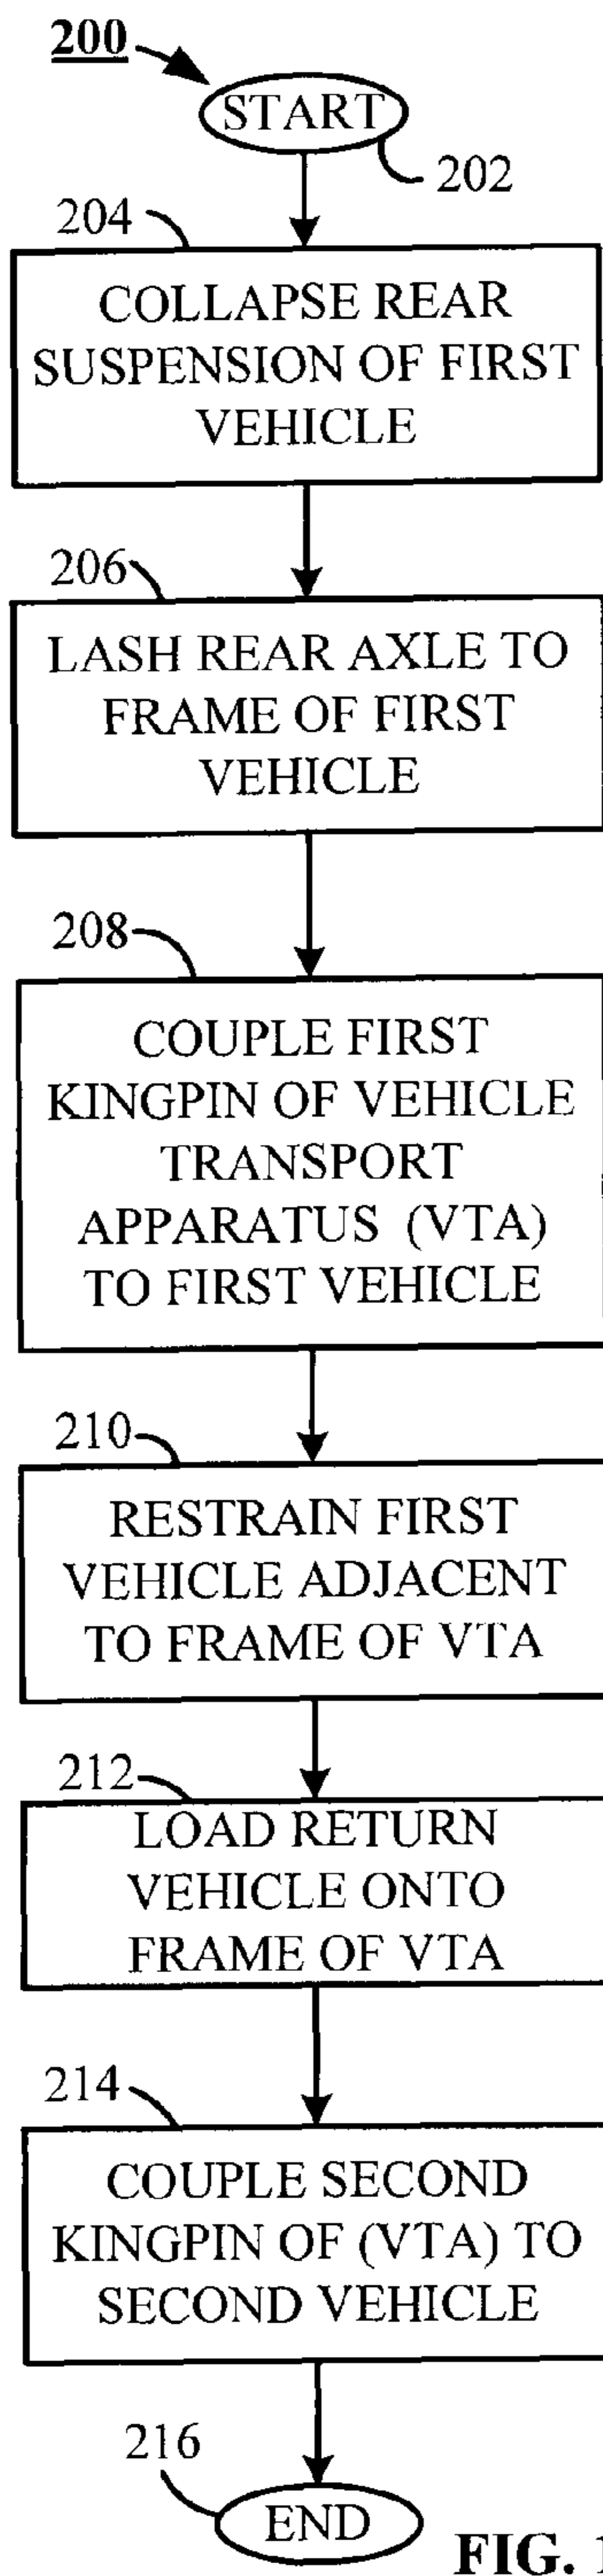 200
START
202
204
COLLAPSE REAR
SUSPENSION OF FIRST
VEHICLE
206
LASH REAR AXLE TO
FRAME OF FIRST
VEHICLE
208
COUPLE FIRST
KINGPIN OF VEHICLE
TRANSPORT
APPARATUS (VTA)
TO FIRST VEHICLE
210
RESTRAIN FIRST
VEHICLE ADJACENT
TO FRAME OF VTA
212
LOAD RETURN
VEHICLE ONTO
FRAME OF VTA
214
COUPLE SECOND
KINGPIN OF (VTA) TO
SECOND VEHICLE
216
END
FIG. 1